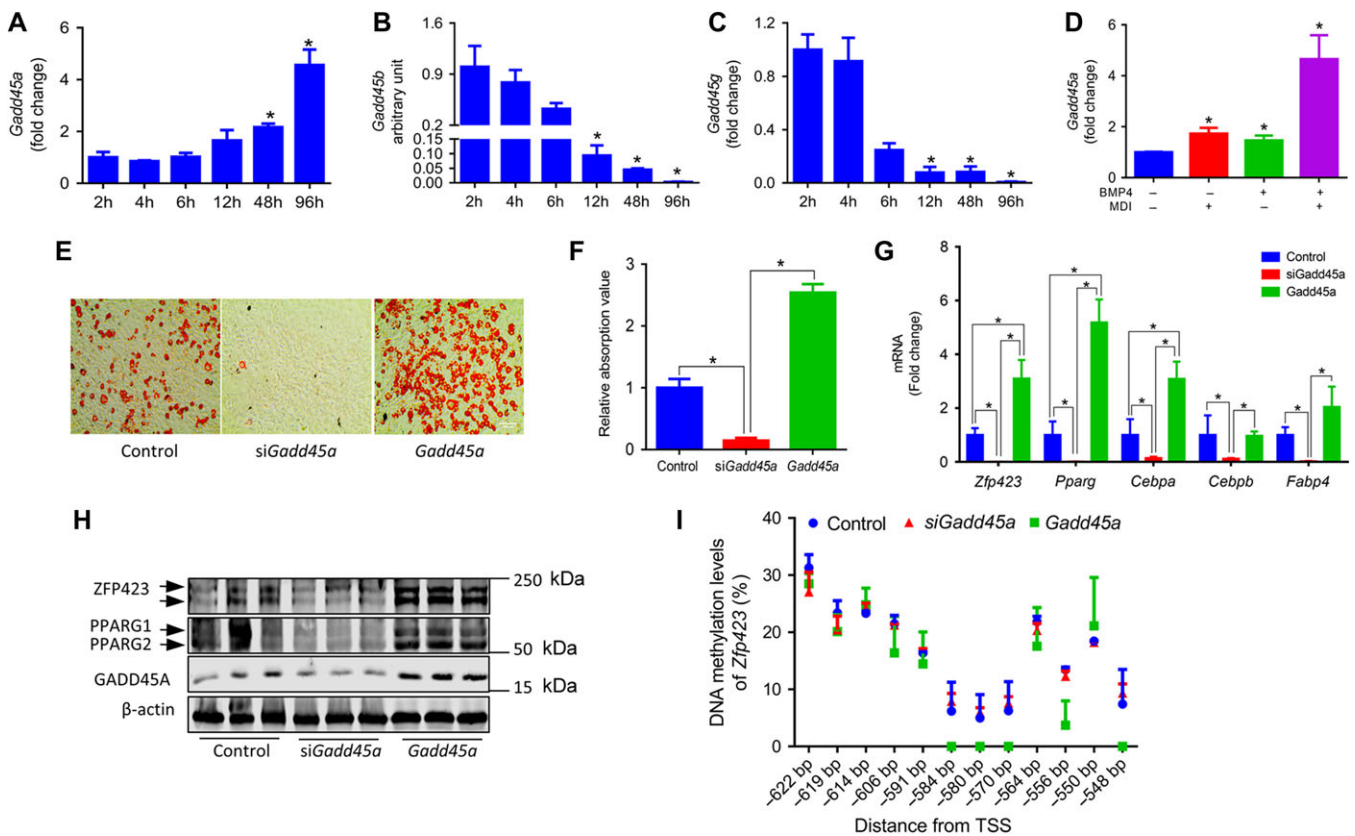 A
Gadd45a
(fold change)
6
4
2
0
2h 4h 6h 12h 48h 96h
* *
B
Gadd45b
arbitrary unit
1.6
0.9
0.2
0.15
0.10
0.05
0.00
2h 4h 6h 12h 48h 96h
* * *
C
Gadd45g
(fold change)
1.2
0.9
0.6
0.3
0.0
2h 4h 6h 12h 48h 96h
* * *
D
Gadd45a
(fold change)
6
4
2
0
* * *
BMP4 – – + +
MDI – + – +
E
Control siGadd45a Gadd45a
F
Relative absorption value
3
2
1
0
* *
Control siGadd45a Gadd45a
G
mRNA
(Fold change)
8
6
4
2
0
Control
siGadd45a
Gadd45a
* * * * * * * * * * * * *
Zfp423 Pparg Cebpa Cebpb Fabp4
H
ZFP423
PPARG1
PPARG2
GADD45A
β-actin
250 kDa
50 kDa
15 kDa
Control siGadd45a Gadd45a
I
Control siGadd45a Gadd45a
DNA methylation levels
of Zfp423 (%)
40
30
20
10
0
–622 bp
–619 bp
–614 bp
–606 bp
–591 bp
–584 bp
–580 bp
–570 bp
–564 bp
–556 bp
–550 bp
–548 bp
Distance from TSS